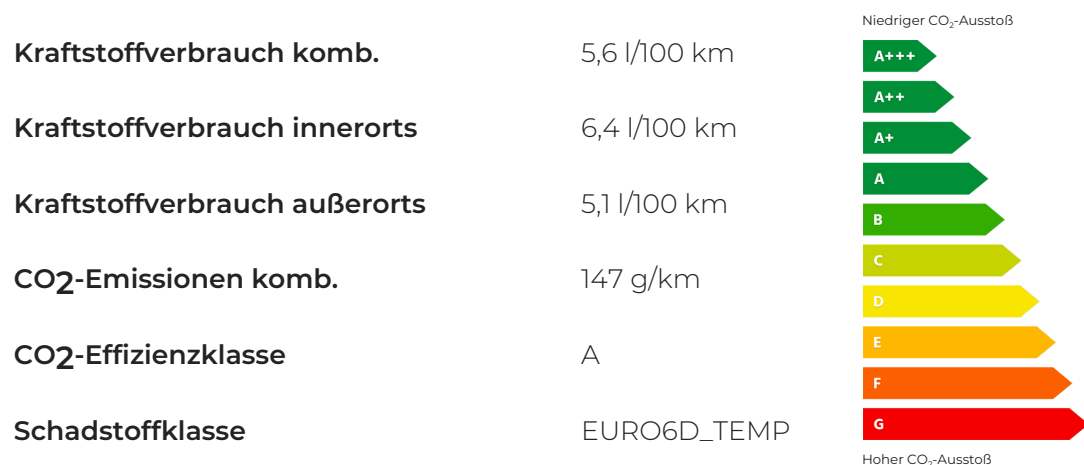 Kraftstoffverbrauch komb. 5,6 l/100 km
Kraftstoffverbrauch innerorts 6,4 l/100 km
Kraftstoffverbrauch außerorts 5,1 l/100 km
CO2-Emissionen komb. 147 g/km
CO2-Effizienzklasse A
Schadstoffklasse EURO6D_TEMP
Niedriger CO₂-Ausstoß
A+++
A++
A+
A
B
C
D
E
F
G
Hoher CO₂-Ausstoß